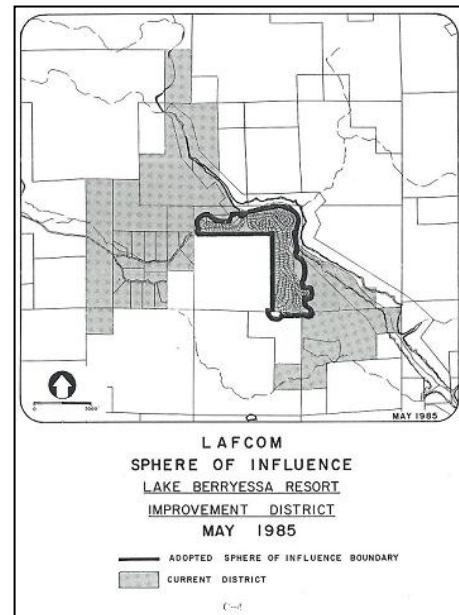 0
MAY 1985
LAFCOM
SPHERE OF INFLUENCE
LAKE BERRYESSA RESORT
IMPROVEMENT DISTRICT
MAY 1985
ADOPTED SPHERE OF INFLUENCE BOUNDARY
CURRENT DISTRICT